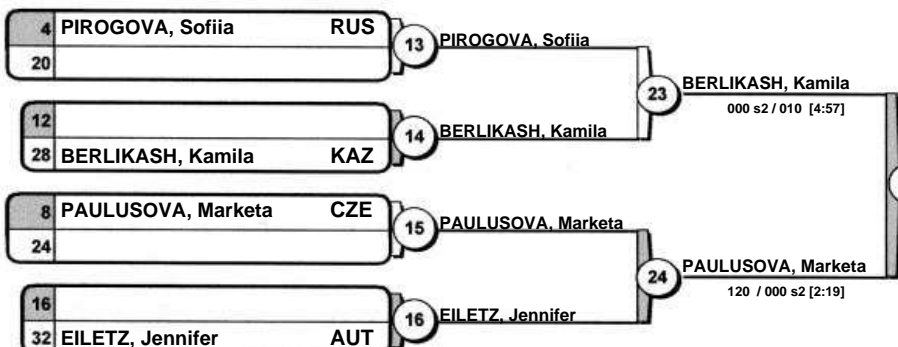 4 PIROGOVA, Sofiia RUS
20
13 PIROGOVA, Sofiia
12
28 BERLIKASH, Kamila KAZ
14 BERLIKASH, Kamila
23 BERLIKASH, Kamila
000 s2 / 010 [4:57]
8 PAULUSOVA, Marketa CZE
24
15 PAULUSOVA, Marketa
16
32 EILETZ, Jennifer AUT
16 EILETZ, Jennifer
24 PAULUSOVA, Marketa
120 / 000 s2 [2:19]